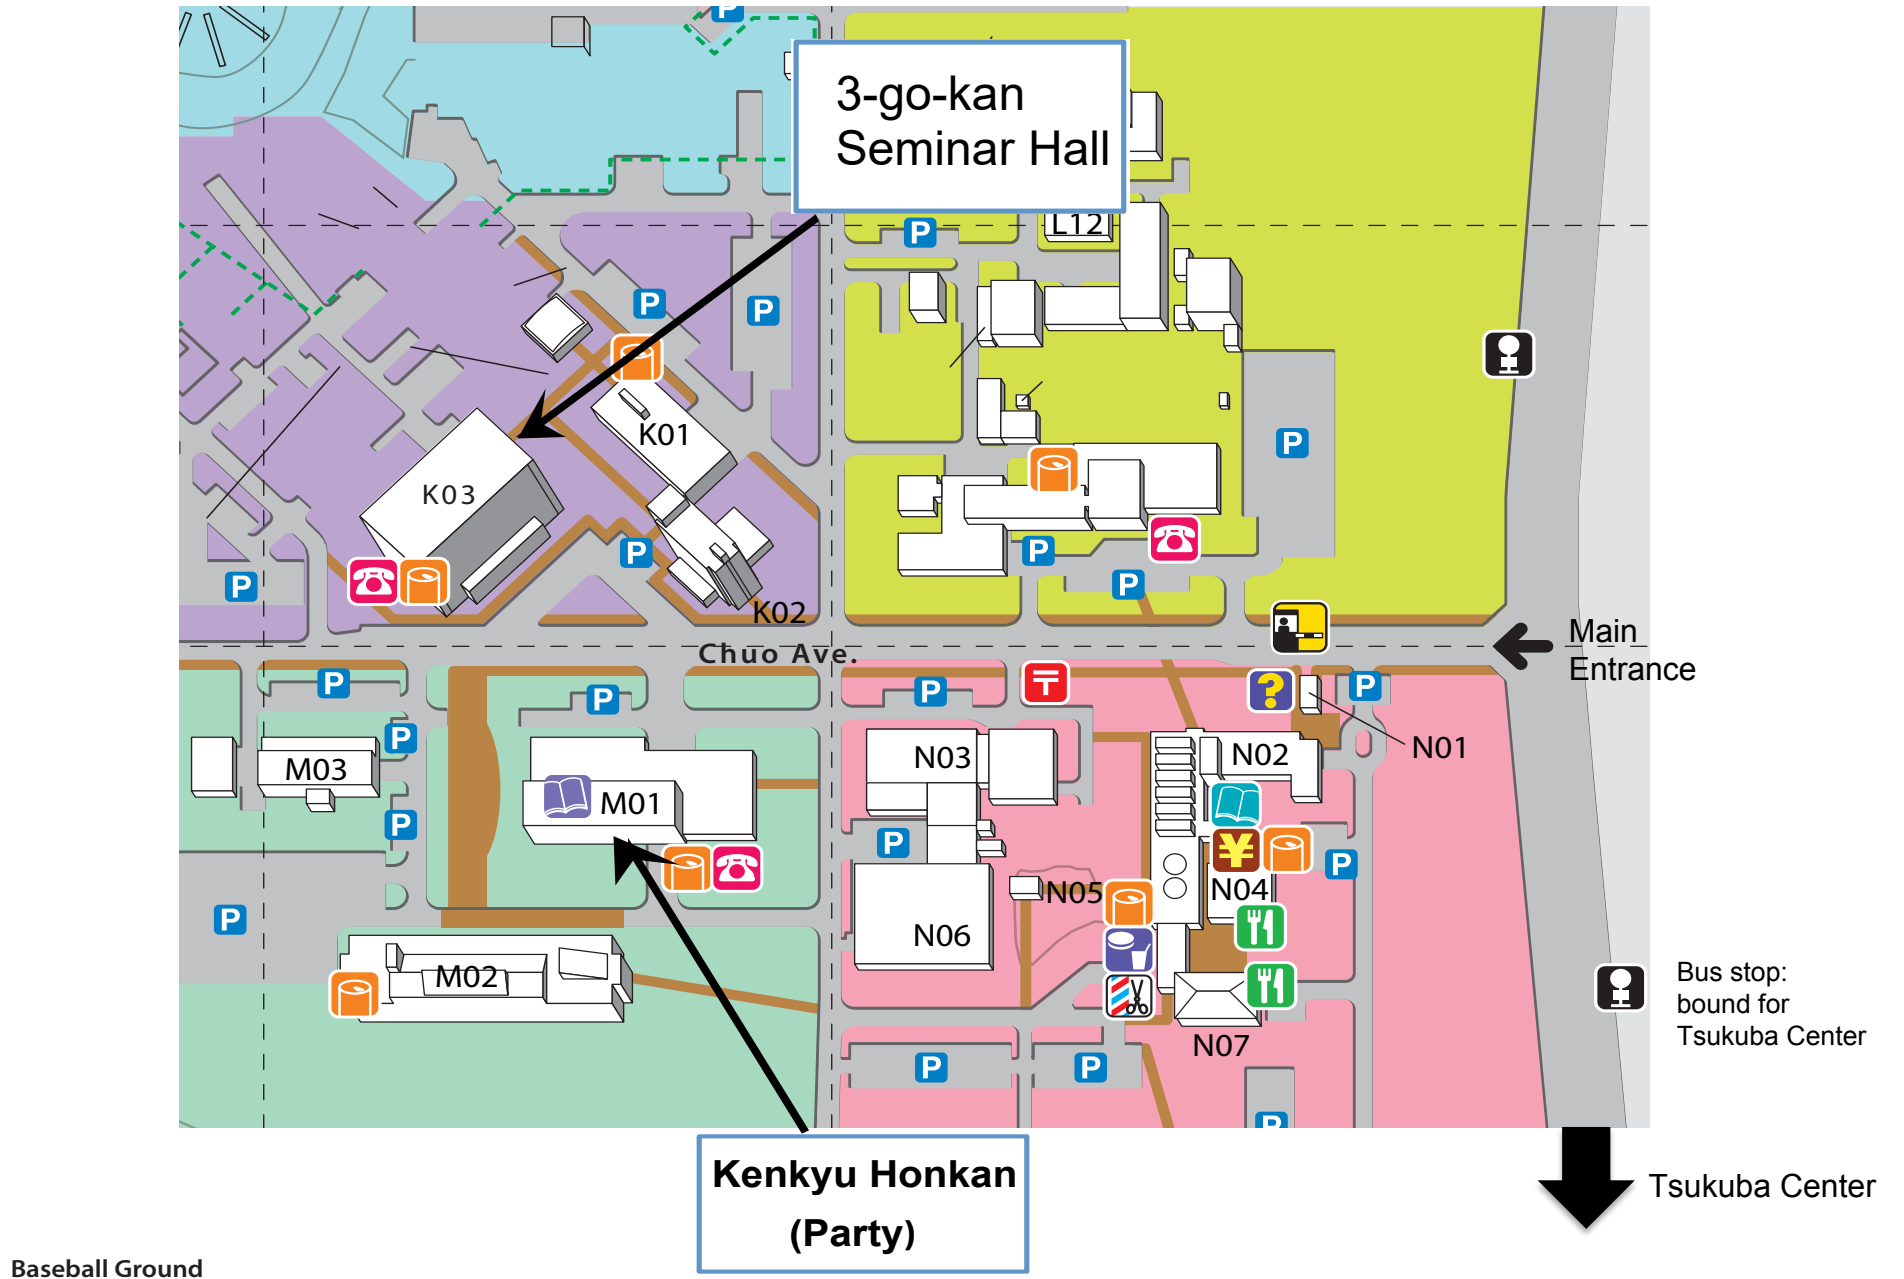 P
3-go-kan
Seminar Hall
L12
P
P
P
K01
P
K03
P
P
P
P
K02
Main
Entrance
Chuo Ave.
P
P
P
〒
?
P
P
N01
N02
N03
M03
M01
P
P
¥
P
N04
N05
P
N06
M02
Bus stop:
bound for
Tsukuba Center
N07
P
P
P
Kenkyu Honkan
(Party)
Tsukuba Center
Baseball Ground